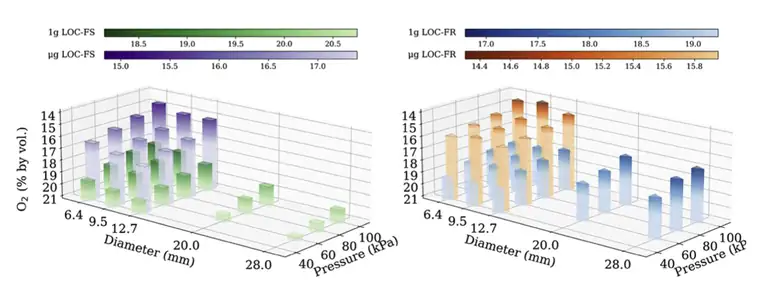 1g LOC-FS
18.5 19.0 19.5 20.0 20.5
μg LOC-FS
15.0 15.5 16.0 16.5 17.0
14
15
16
17
18
19
20
21
O2 (% by vol.)
6.4 9.5 12.7 20.0 28.0
Diameter (mm)
40 60 80 100
Pressure (kPa)
1g LOC-FR
17.0 17.5 18.0 18.5 19.0
μg LOC-FR
14.4 14.6 14.8 15.0 15.2 15.4 15.6 15.8
14
15
16
17
18
19
20
21
6.4 9.5 12.7 20.0 28.0
Diameter (mm)
40 60 80 100
Pressure (kP